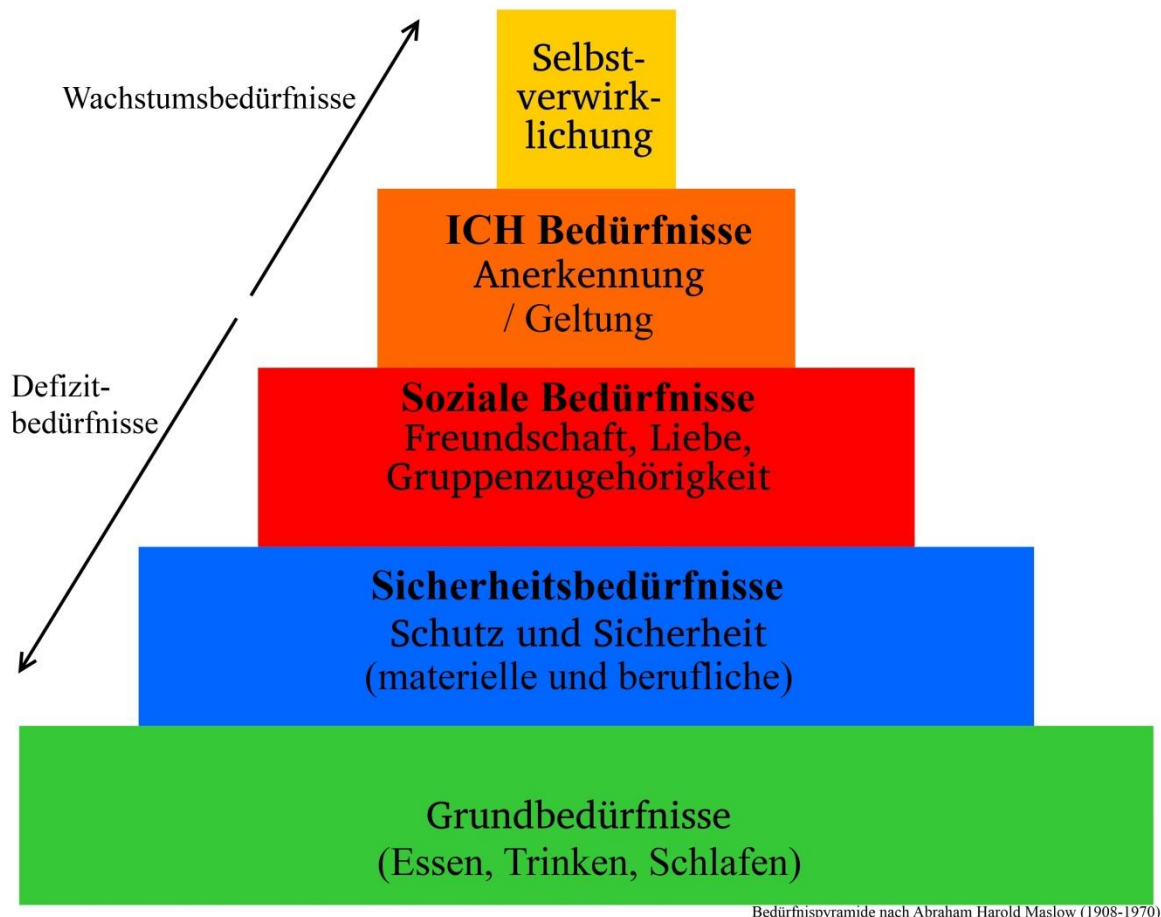 Selbst-
verwirk-
lichung
Wachstumsbedürfnisse
ICH Bedürfnisse
Anerkennung
/ Geltung
Defizit-
bedürfnisse
Soziale Bedürfnisse
Freundschaft, Liebe,
Gruppenzugehörigkeit
Sicherheitsbedürfnisse
Schutz und Sicherheit
(materielle und berufliche)
Grundbedürfnisse
(Essen, Trinken, Schlafen)
Bedürfnispyramide nach Abraham Harold Maslow (1908-1970)